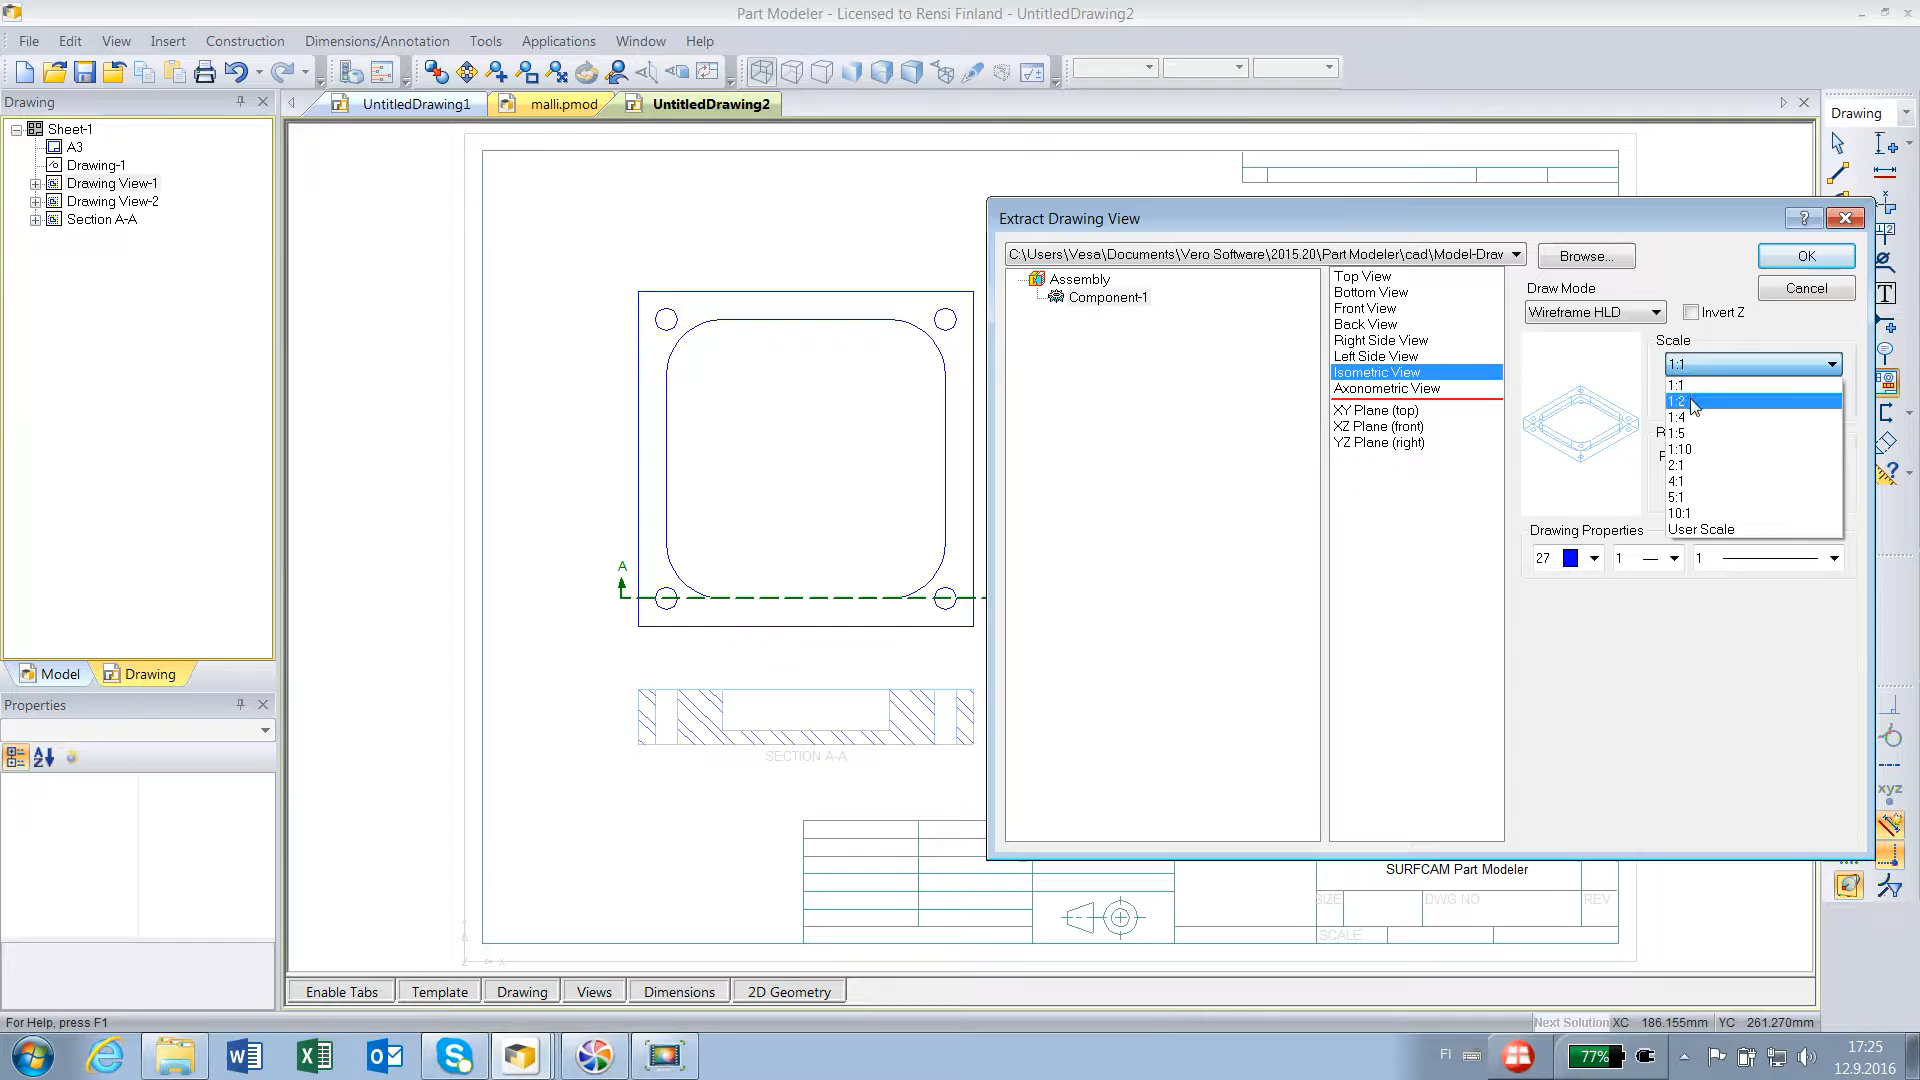 Part Modeler - Licensed to Rensi Finland - UntitledDrawing2
File Edit View Insert Construction Dimensions/Annotation Tools Applications Window Help
Drawing
UntitledDrawing1 malli.pmod UntitledDrawing2
Drawing
Sheet-1
A3
Drawing-1
Drawing View-1
Drawing View-2
Section A-A
Model Drawing
Properties
A
SECTION A-A
SURFCAM Part Modeler
SIZE DWG NO REV
SCALE
Z X
Extract Drawing View
C:\Users\Vesa\Documents\Vero Software\2015.20\Part Modeler\cad\Model-Drav Browse... OK
Cancel
Assembly
Component-1
Top View
Bottom View
Front View
Back View
Right Side View
Left Side View
Isometric View
Axonometric View
XY Plane (top)
XZ Plane (front)
YZ Plane (right)
Draw Mode
Wireframe HLD Invert Z
Scale
1:1
1:1
1:2
1:4
1:5
1:10
2:1
4:1
5:1
10:1
User Scale
Drawing Properties
27 1 1
xyz
Enable Tabs Template Drawing Views Dimensions 2D Geometry
For Help, press F1 Next Solution XC 186.155mm YC 261.270mm
FI 77% 17:25
12.9.2016